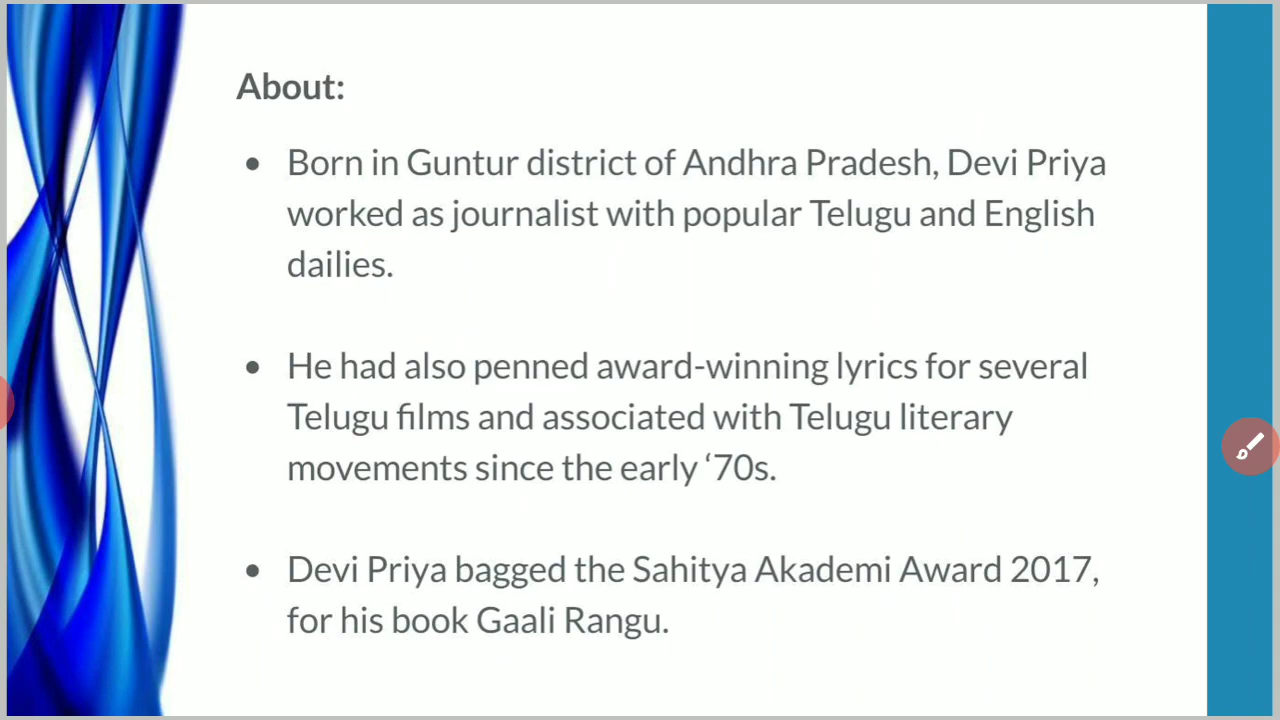 About:
• Born in Guntur district of Andhra Pradesh, Devi Priya
worked as journalist with popular Telugu and English
dailies.
• He had also penned award-winning lyrics for several
Telugu films and associated with Telugu literary
movements since the early ‘70s.
• Devi Priya bagged the Sahitya Akademi Award 2017,
for his book Gaali Rangu.